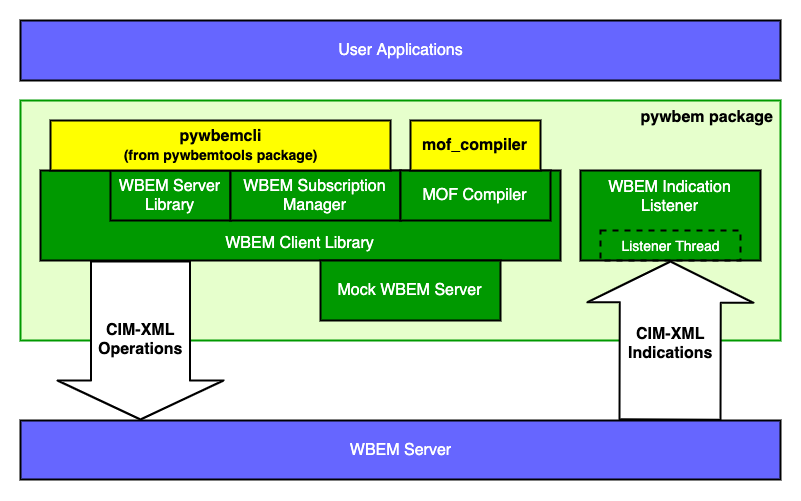 User Applications
pywbem package
pywbemcli
(from pywbemtools package)
mof_compiler
WBEM Server
Library
WBEM Subscription
Manager
MOF Compiler
WBEM Indication
Listener
WBEM Client Library
Listener Thread
Mock WBEM Server
CIM-XML
Operations
CIM-XML
Indications
WBEM Server